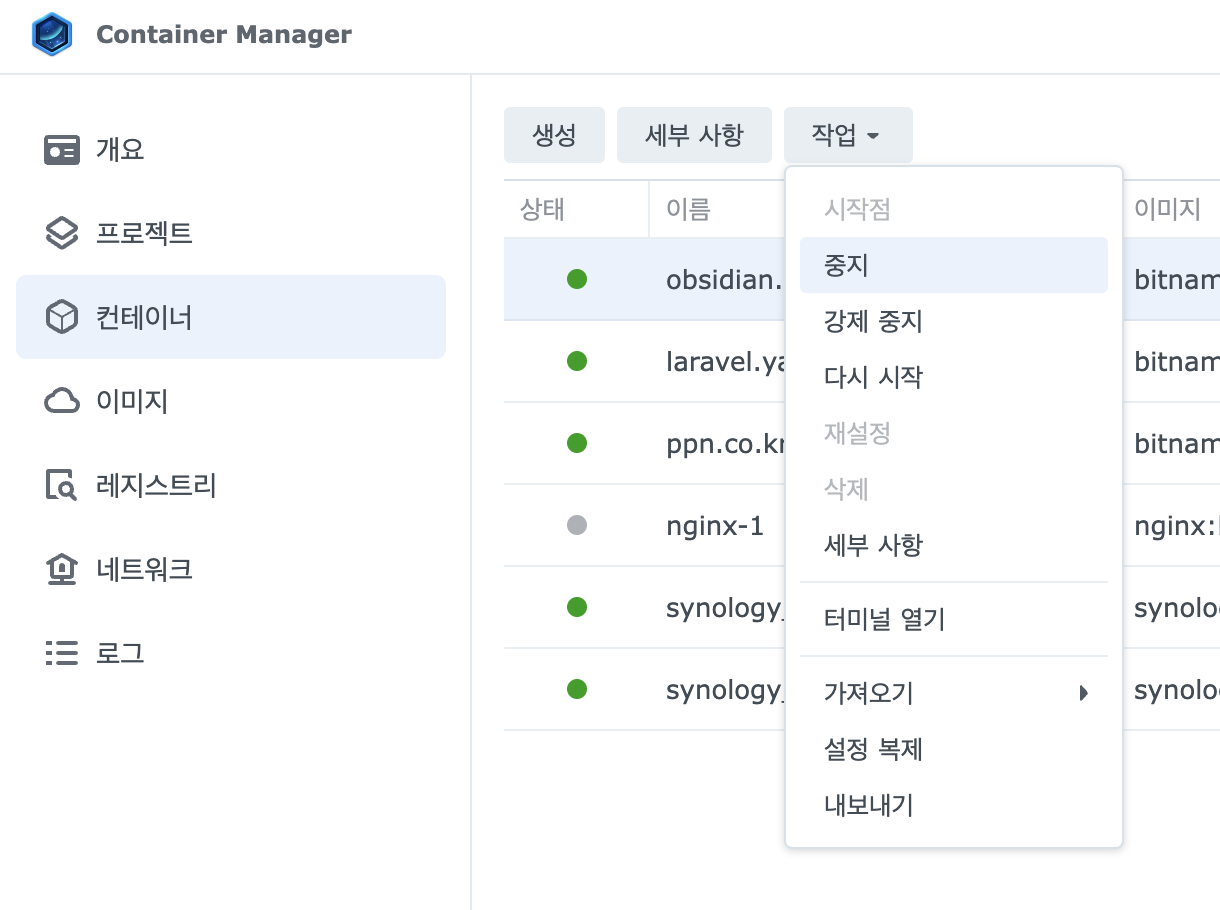 Container Manager
개요
프로젝트
컨테이너
이미지
레지스트리
네트워크
로그
생성
세부 사항
작업
상태
이름
이미지
obsidian.
bitnam
laravel.ya
bitnam
ppn.co.kr
bitnam
nginx-1
nginx:
synology_
synolo
synology_
synolo
시작점
중지
강제 중지
다시 시작
재설정
삭제
세부 사항
터미널 열기
가져오기
설정 복제
내보내기